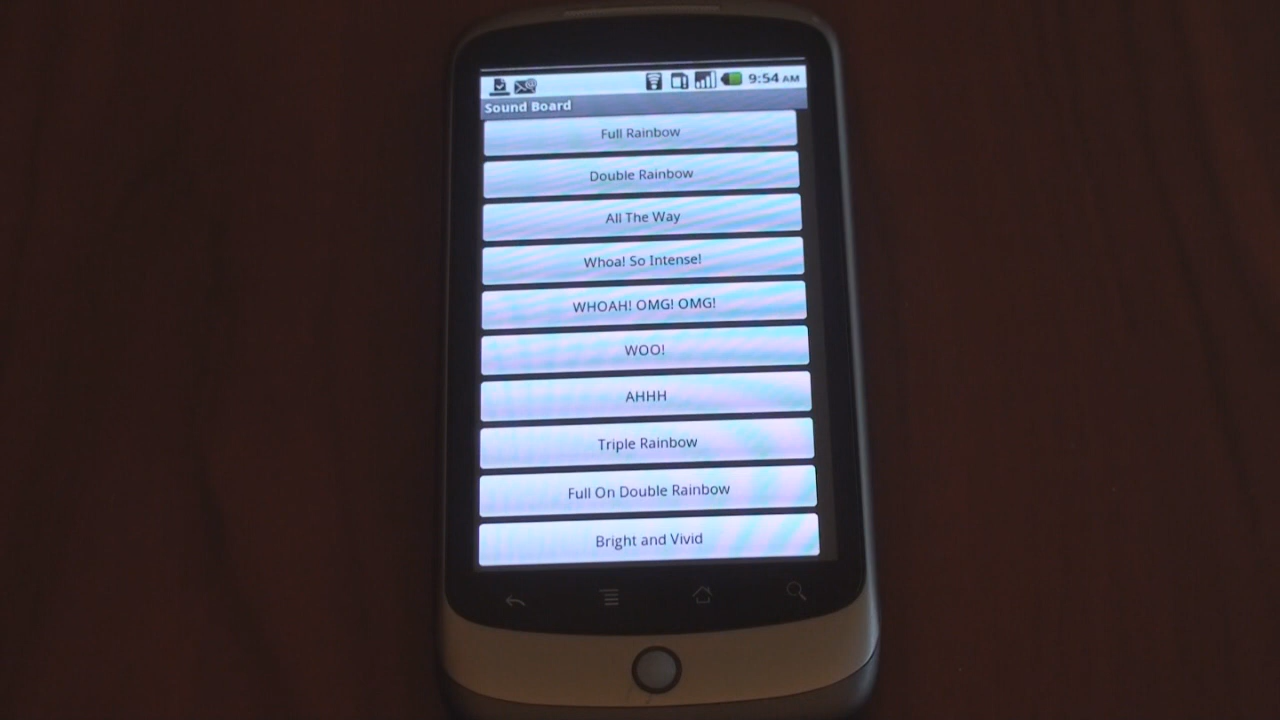 9:54 AM
Sound Board
Full Rainbow
Double Rainbow
All The Way
Whoa! So Intense!
WHOAH! OMG! OMG!
WOO!
AHHH
Triple Rainbow
Full On Double Rainbow
Bright and Vivid